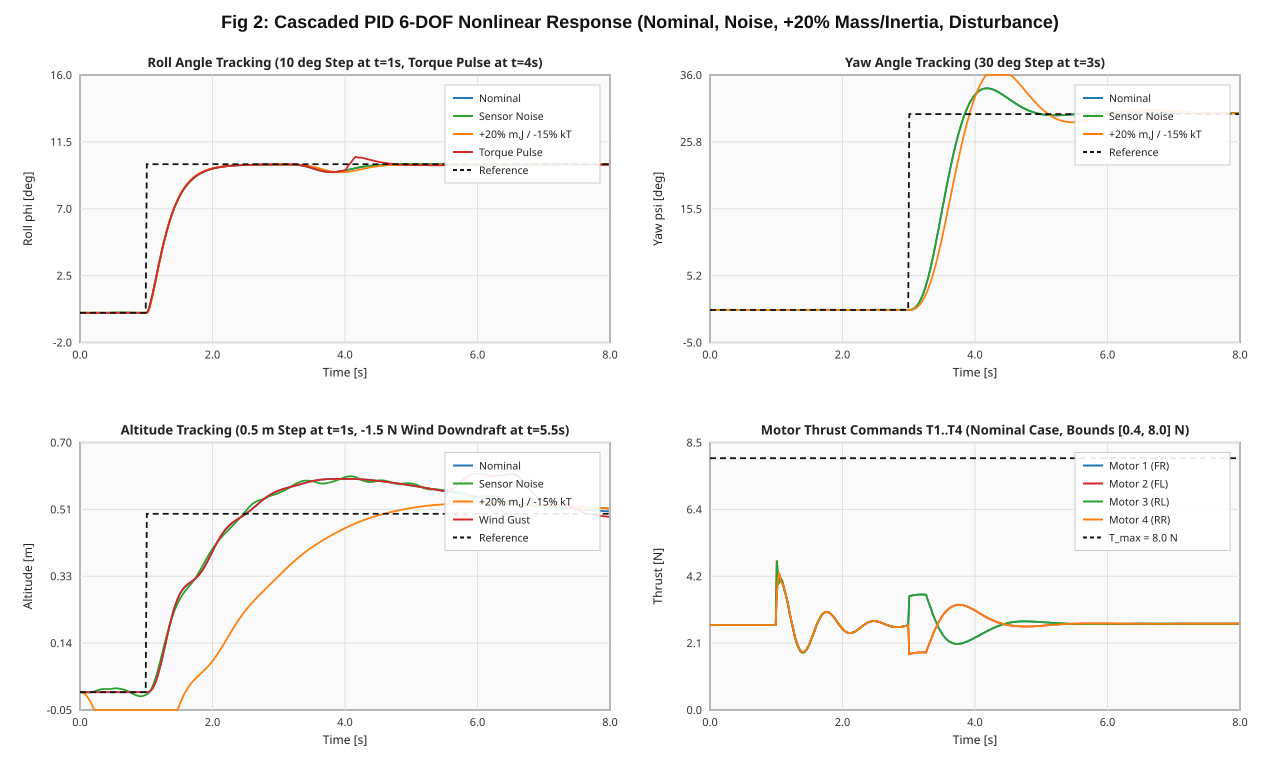 Fig 2: Cascaded PID 6-DOF Nonlinear Response (Nominal, Noise, +20% Mass/Inertia, Disturbance)
Roll Angle Tracking (10 deg Step at t=1s, Torque Pulse at t=4s)
16.0
11.5
7.0
2.5
-2.0
Roll phi [deg]
Nominal
Sensor Noise
+20% m,J / -15% kT
Torque Pulse
Reference
0.0 2.0 4.0 6.0 8.0
Time [s]
Yaw Angle Tracking (30 deg Step at t=3s)
36.0
25.8
15.5
5.2
-5.0
Yaw psi [deg]
Nominal
Sensor Noise
+20% m,J / -15% kT
Reference
0.0 2.0 4.0 6.0 8.0
Time [s]
Altitude Tracking (0.5 m Step at t=1s, -1.5 N Wind Downdraft at t=5.5s)
0.70
0.51
0.33
0.14
-0.05
Altitude [m]
Nominal
Sensor Noise
+20% m,J / -15% kT
Wind Gust
Reference
0.0 2.0 4.0 6.0 8.0
Time [s]
Motor Thrust Commands T1..T4 (Nominal Case, Bounds [0.4, 8.0] N)
8.5
6.4
4.2
2.1
0.0
Thrust [N]
Motor 1 (FR)
Motor 2 (FL)
Motor 3 (RL)
Motor 4 (RR)
T_max = 8.0 N
0.0 2.0 4.0 6.0 8.0
Time [s]